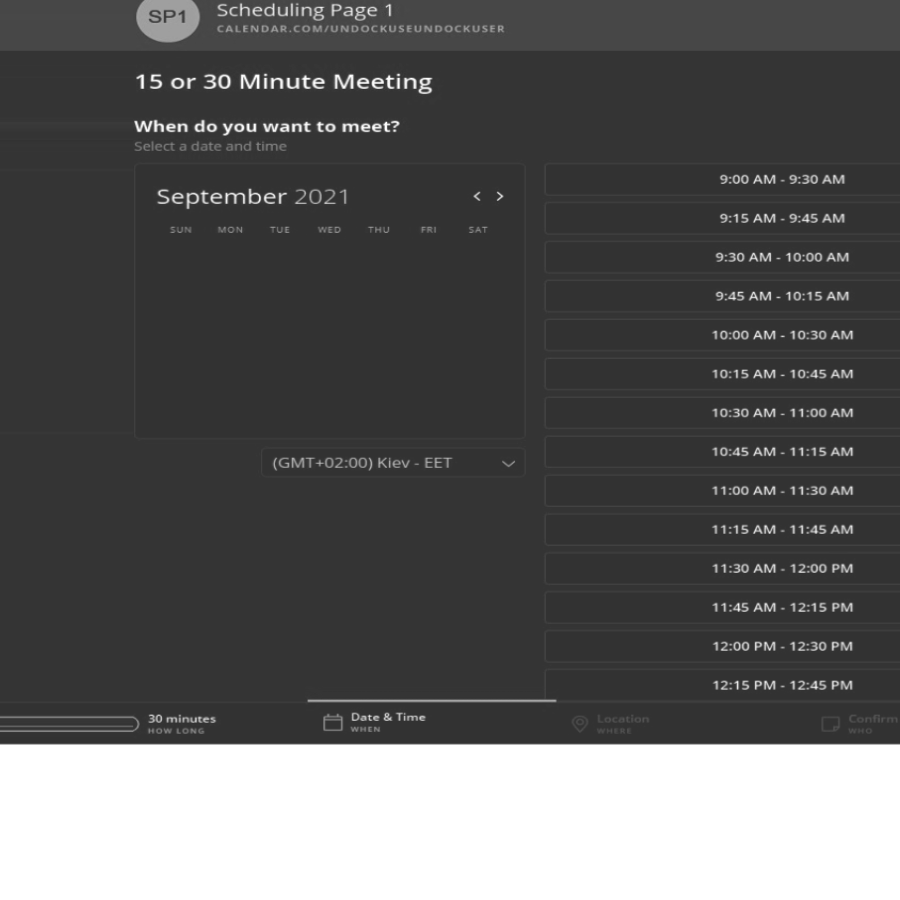 SP1
Scheduling Page 1
CALENDAR.COM/UNDOCKUSEUNDOCKUSER
15 or 30 Minute Meeting
When do you want to meet?
Select a date and time
September 2021 < >
SUN MON TUE WED THU FRI SAT
(GMT+02:00) Kiev - EET
9:00 AM - 9:30 AM
9:15 AM - 9:45 AM
9:30 AM - 10:00 AM
9:45 AM - 10:15 AM
10:00 AM - 10:30 AM
10:15 AM - 10:45 AM
10:30 AM - 11:00 AM
10:45 AM - 11:15 AM
11:00 AM - 11:30 AM
11:15 AM - 11:45 AM
11:30 AM - 12:00 PM
11:45 AM - 12:15 PM
12:00 PM - 12:30 PM
12:15 PM - 12:45 PM
30 minutes
HOW LONG
Date & Time
WHEN
Location
WHERE
Confirm
WHO